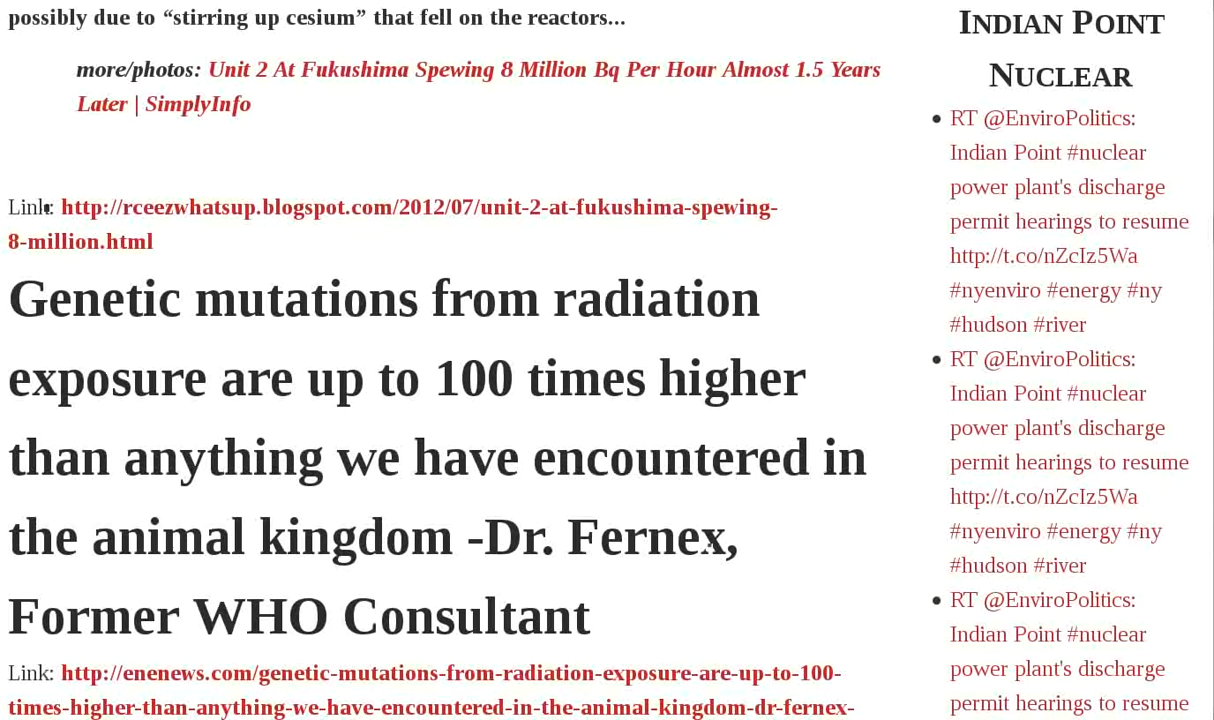 possibly due to “stirring up cesium” that fell on the reactors...
more/photos: Unit 2 At Fukushima Spewing 8 Million Bq Per Hour Almost 1.5 Years
Later | SimplyInfo
Link: http://rceezwhatsup.blogspot.com/2012/07/unit-2-at-fukushima-spewing-
8-million.html
Genetic mutations from radiation
exposure are up to 100 times higher
than anything we have encountered in
the animal kingdom -Dr. Fernex,
Former WHO Consultant
Link: http://enenews.com/genetic-mutations-from-radiation-exposure-are-up-to-100-
times-higher-than-anything-we-have-encountered-in-the-animal-kingdom-dr-fernex-
Indian Point
Nuclear
RT @EnviroPolitics:
Indian Point #nuclear
power plant's discharge
permit hearings to resume
http://t.co/nZcIz5Wa
#nyenviro #energy #ny
#hudson #river
RT @EnviroPolitics:
Indian Point #nuclear
power plant's discharge
permit hearings to resume
http://t.co/nZcIz5Wa
#nyenviro #energy #ny
#hudson #river
RT @EnviroPolitics:
Indian Point #nuclear
power plant's discharge
permit hearings to resume